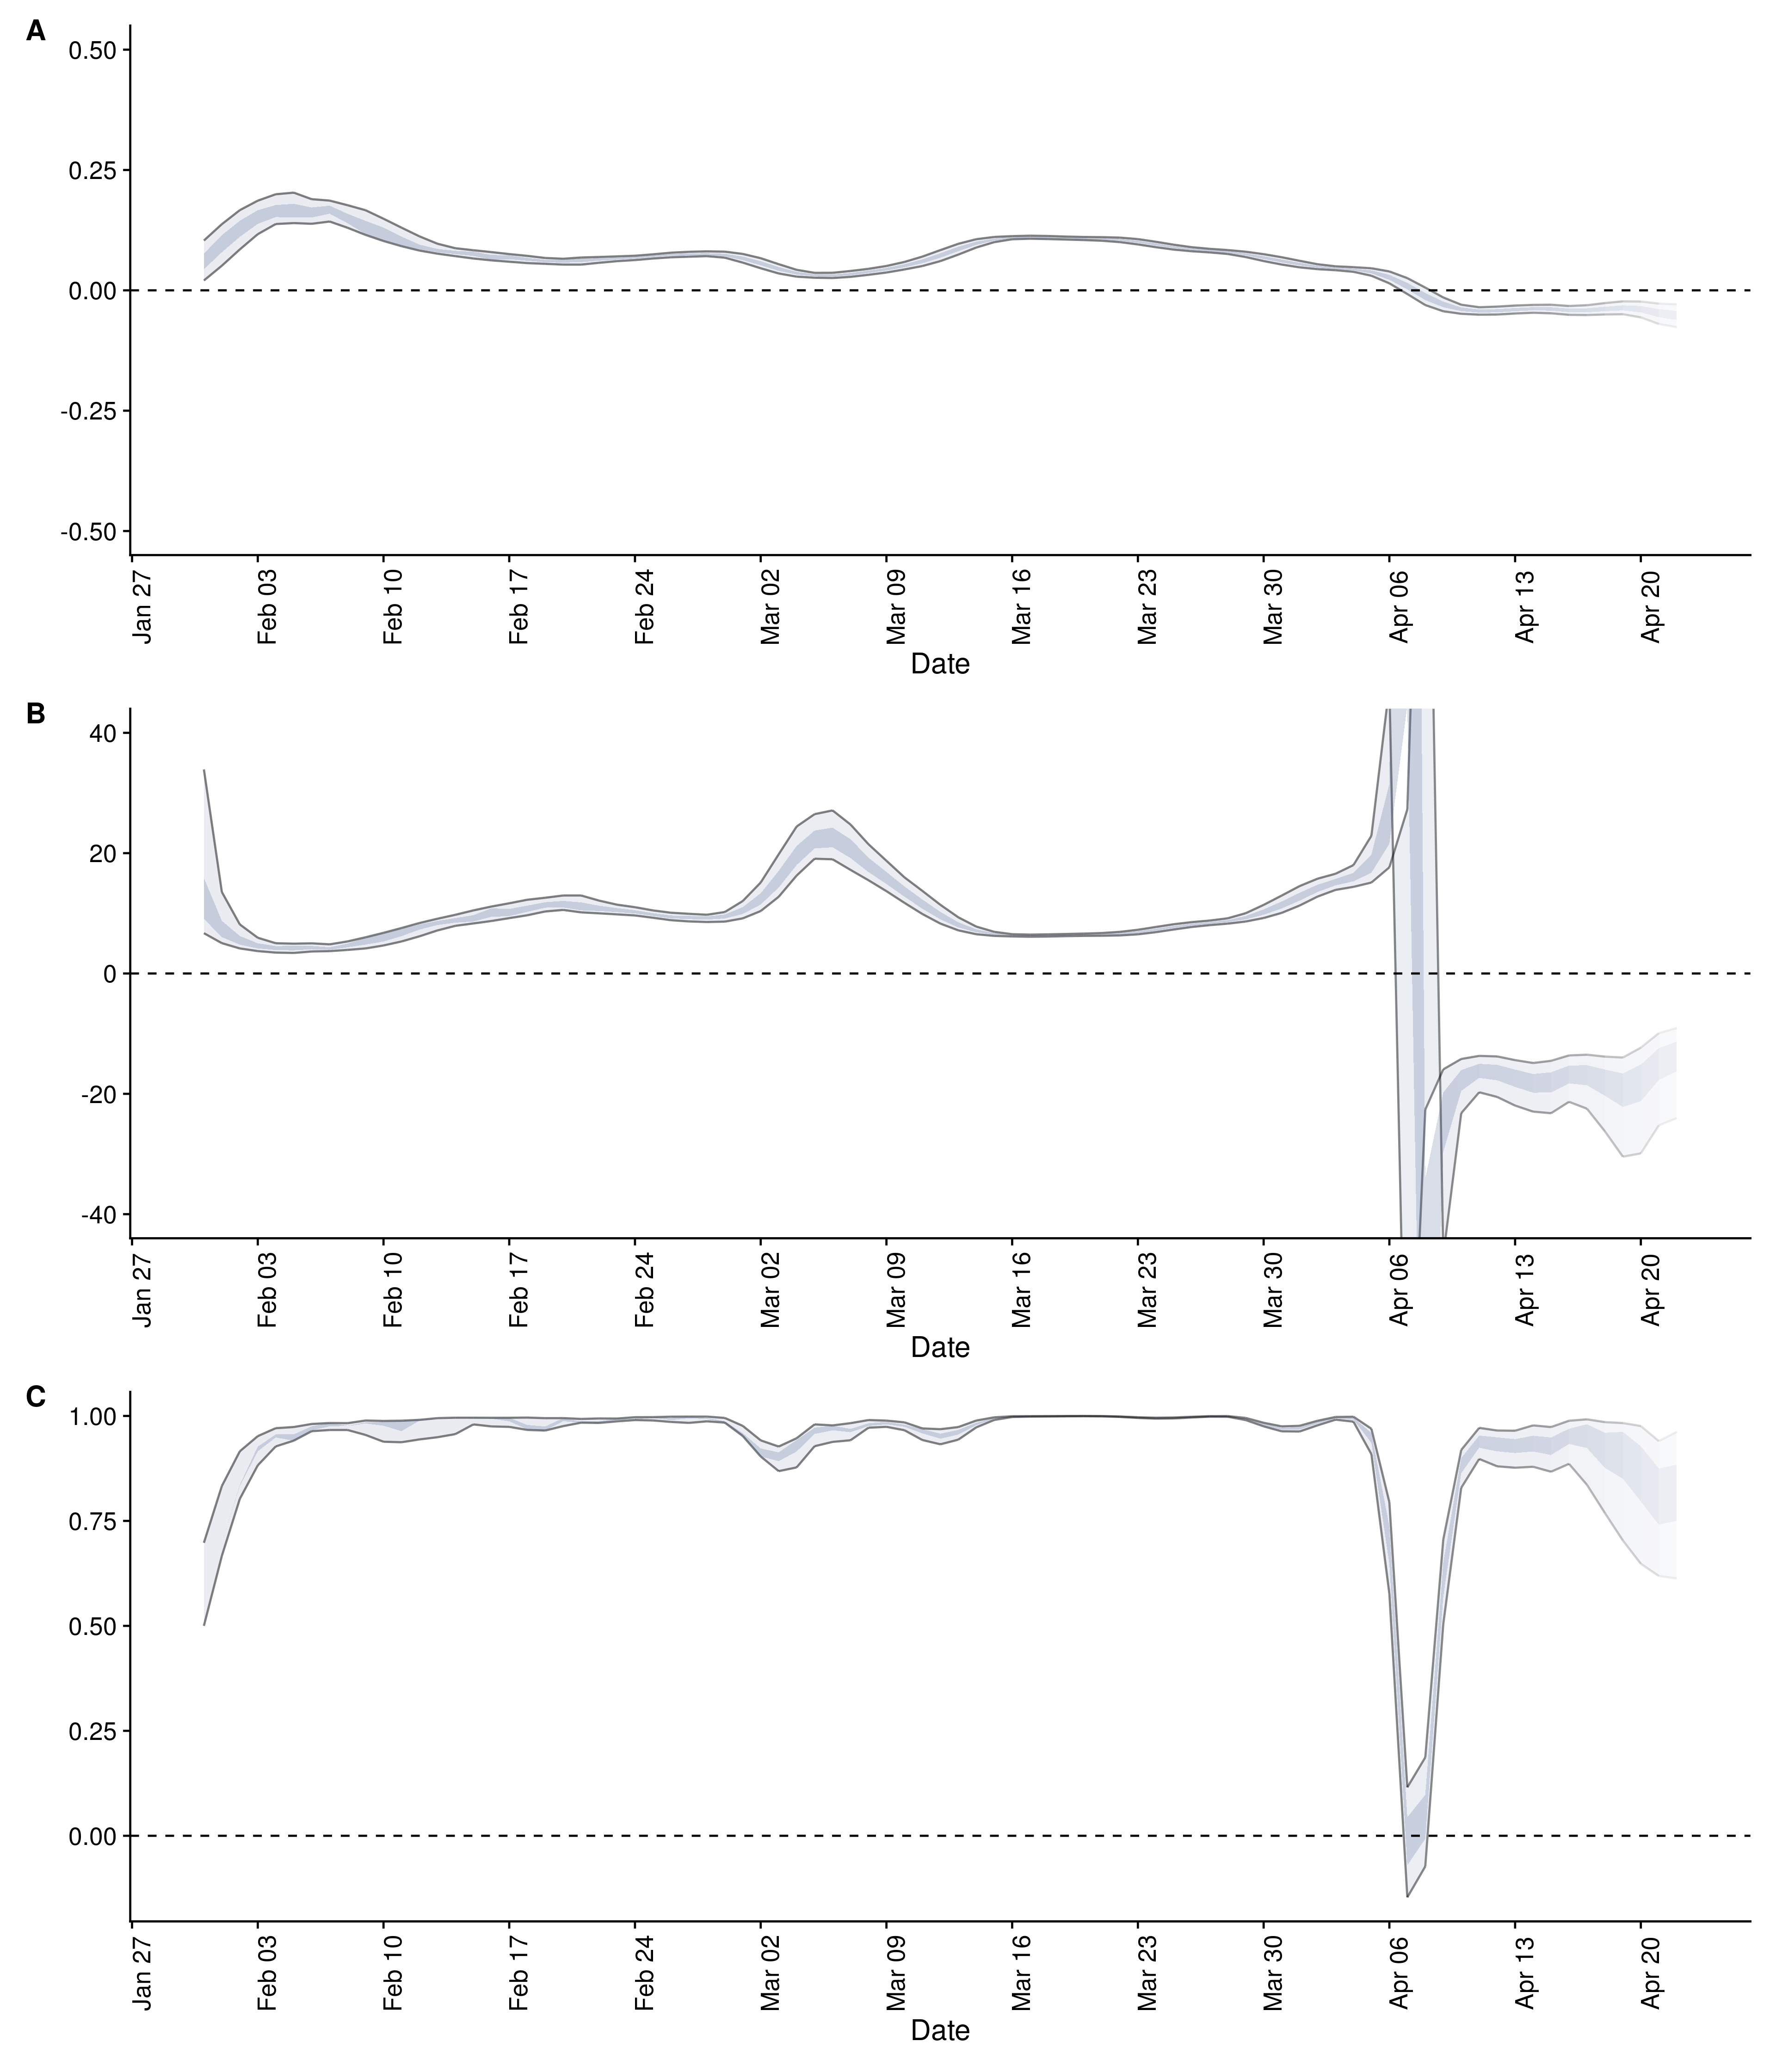 A
0.50
0.25
0.00
-0.25
-0.50
Jan 27
Feb 03
Feb 10
Feb 17
Feb 24
Mar 02
Mar 09
Mar 16
Mar 23
Mar 30
Apr 06
Apr 13
Apr 20
Date
B
40
20
0
-20
-40
Jan 27
Feb 03
Feb 10
Feb 17
Feb 24
Mar 02
Mar 09
Mar 16
Mar 23
Mar 30
Apr 06
Apr 13
Apr 20
Date
C
1.00
0.75
0.50
0.25
0.00
Jan 27
Feb 03
Feb 10
Feb 17
Feb 24
Mar 02
Mar 09
Mar 16
Mar 23
Mar 30
Apr 06
Apr 13
Apr 20
Date